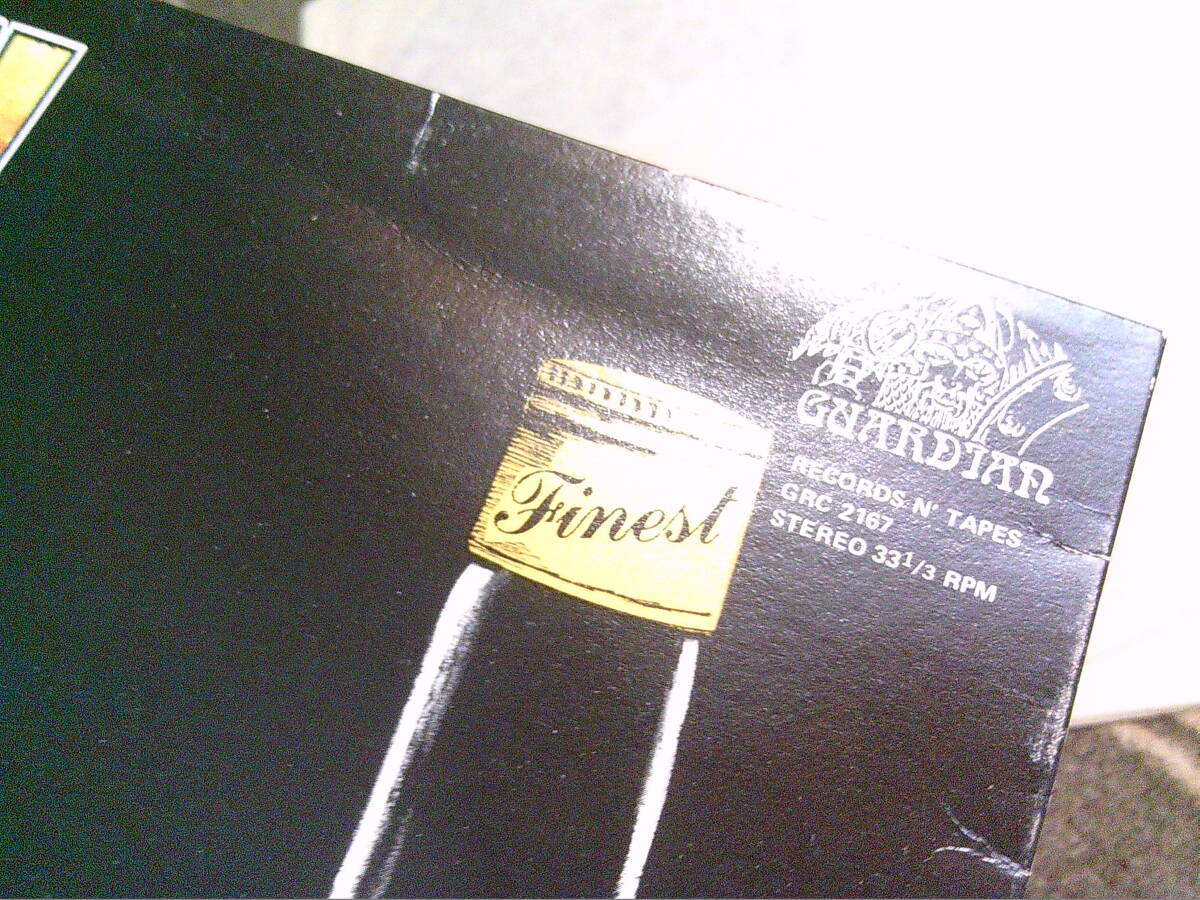 GUARDIAN
RECORDS N' TAPES
GRC 2167
STEREO 33 1/3 RPM
Finest